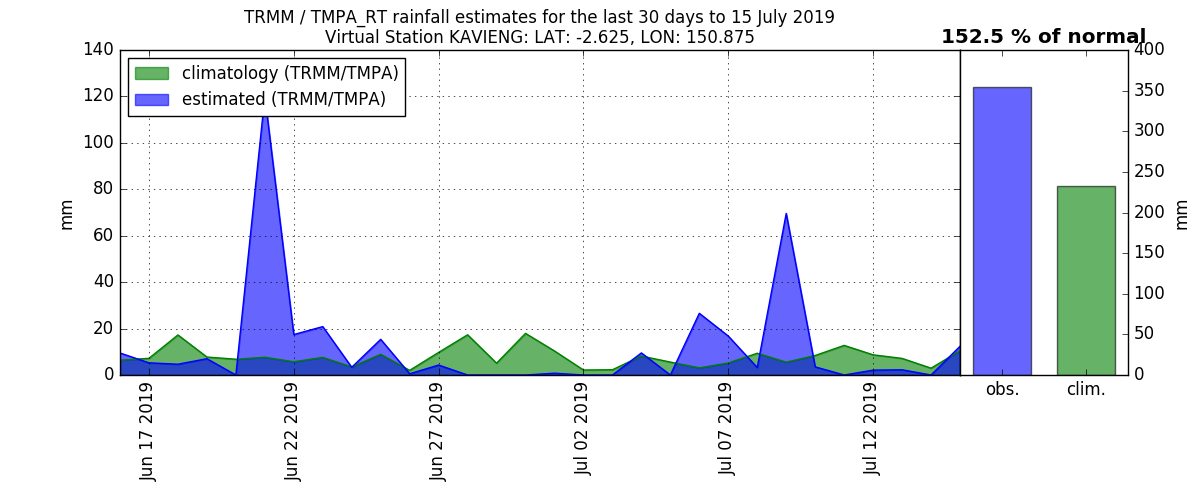 TRMM / TMPA_RT rainfall estimates for the last 30 days to 15 July 2019
Virtual Station KAVIENG: LAT: -2.625, LON: 150.875
152.5 % of normal
climatology (TRMM/TMPA)
estimated (TRMM/TMPA)
mm
140
120
100
80
60
40
20
0
Jun 17 2019
Jun 22 2019
Jun 27 2019
Jul 02 2019
Jul 07 2019
Jul 12 2019
obs.
clim.
400
350
300
250
200
150
100
50
0
mm